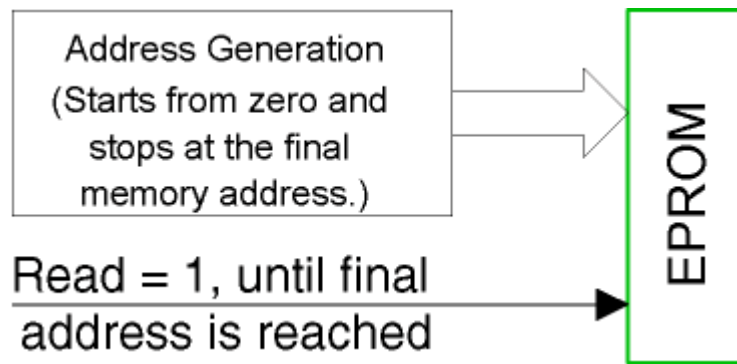 Address Generation
(Starts from zero and
stops at the final
memory address.)
Read = 1, until final
address is reached
EPROM